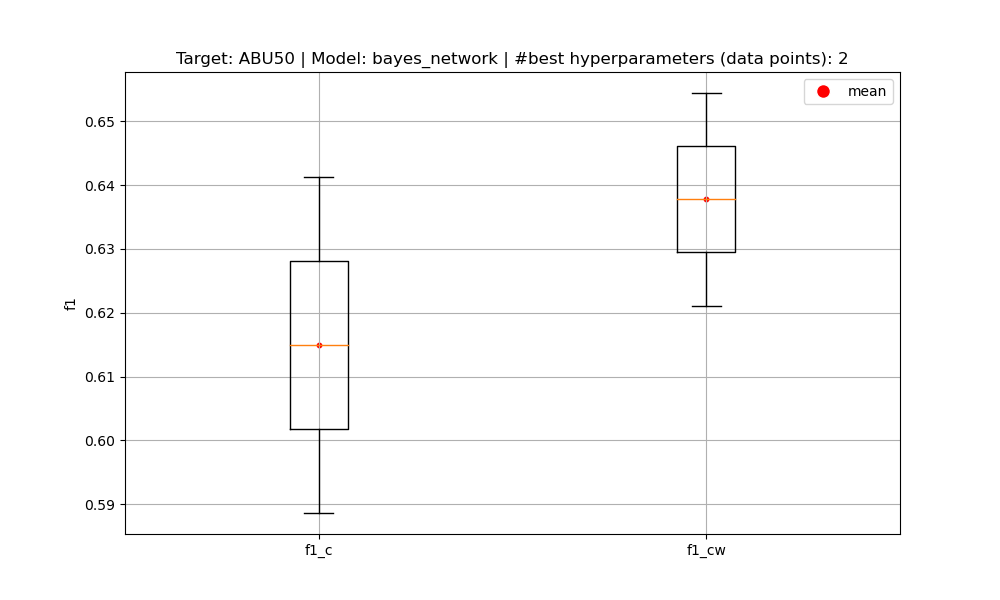 Target: ABU50 | Model: bayes_network | #best hyperparameters (data points): 2
mean
0.65
0.64
0.63
0.62
0.61
0.60
0.59
f1
f1_c
f1_cw